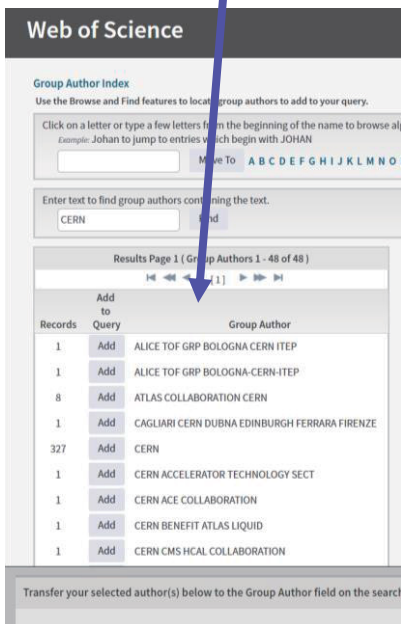 Web of Science
Group Author Index
Use the Browse and Find features to locate group authors to add to your query.
Click on a letter or type a few letters from the beginning of the name to browse
Example: Johan to jump to entries which begin with JOHAN
Move To A B C D E F G H I J K L M N O
Enter text to find group authors containing the text.
CERN Find
Results Page 1 ( Group Authors 1 - 48 of 48 )
[1]
Records Add to Query Group Author
1 Add ALICE TOF GRP BOLOGNA CERN ITEP
1 Add ALICE TOF GRP BOLOGNA-CERN-ITEP
8 Add ATLAS COLLABORATION CERN
1 Add CAGLIARI CERN DUBNA EDINBURGH FERRARA FIRENZE
327 Add CERN
1 Add CERN ACCELERATOR TECHNOLOGY SECT
1 Add CERN ACE COLLABORATION
1 Add CERN BENEFIT ATLAS LIQUID
1 Add CERN CMS HCAL COLLABORATION
Transfer your selected author(s) below to the Group Author field on the search